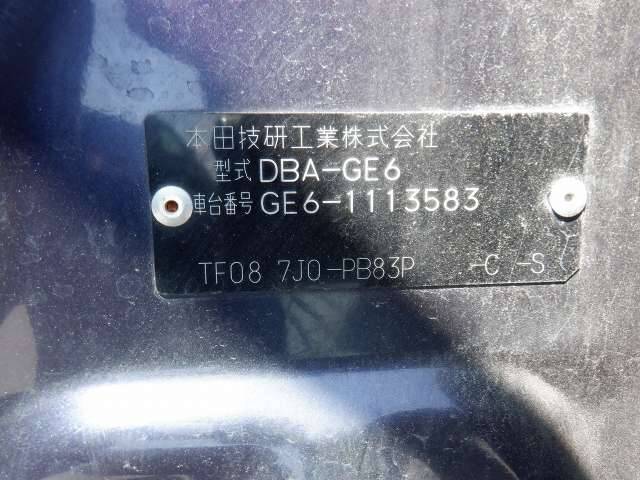 本田技研工業株式会社
型式 DBA-GE6
車台番号 GE6-1113583
TF08 7J0-PB83P -C -S